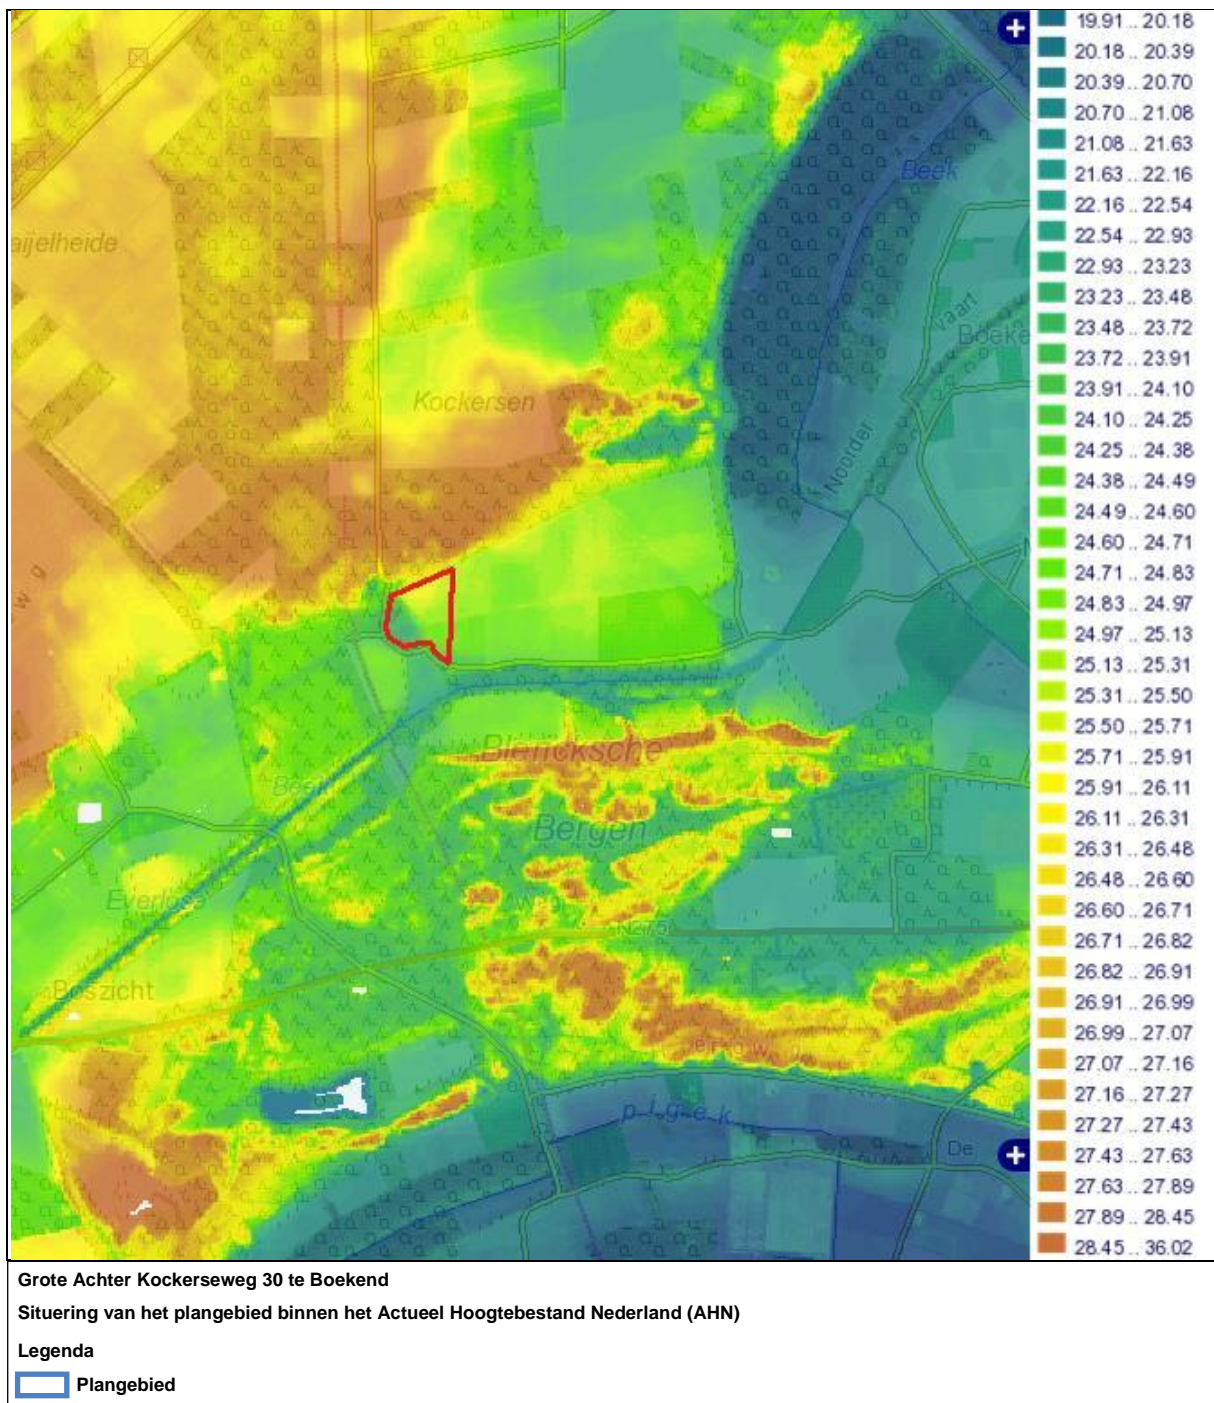 aijelheide
w g
Kockersen
Beek
vaart
Boeke
Noorder
Blerricksche
Bergen
Beek
Everlose
N275
Boszicht
De
19.91 .. 20.18
20.18 .. 20.39
20.39 .. 20.70
20.70 .. 21.08
21.08 .. 21.63
21.63 .. 22.16
22.16 .. 22.54
22.54 .. 22.93
22.93 .. 23.23
23.23 .. 23.48
23.48 .. 23.72
23.72 .. 23.91
23.91 .. 24.10
24.10 .. 24.25
24.25 .. 24.38
24.38 .. 24.49
24.49 .. 24.60
24.60 .. 24.71
24.71 .. 24.83
24.83 .. 24.97
24.97 .. 25.13
25.13 .. 25.31
25.31 .. 25.50
25.50 .. 25.71
25.71 .. 25.91
25.91 .. 26.11
26.11 .. 26.31
26.31 .. 26.48
26.48 .. 26.60
26.60 .. 26.71
26.71 .. 26.82
26.82 .. 26.91
26.91 .. 26.99
26.99 .. 27.07
27.07 .. 27.16
27.16 .. 27.27
27.27 .. 27.43
27.43 .. 27.63
27.63 .. 27.89
27.89 .. 28.45
28.45 .. 36.02
Grote Achter Kockerseweg 30 te Boekend
Situering van het plangebied binnen het Actueel Hoogtebestand Nederland (AHN)
Legenda
Plangebied